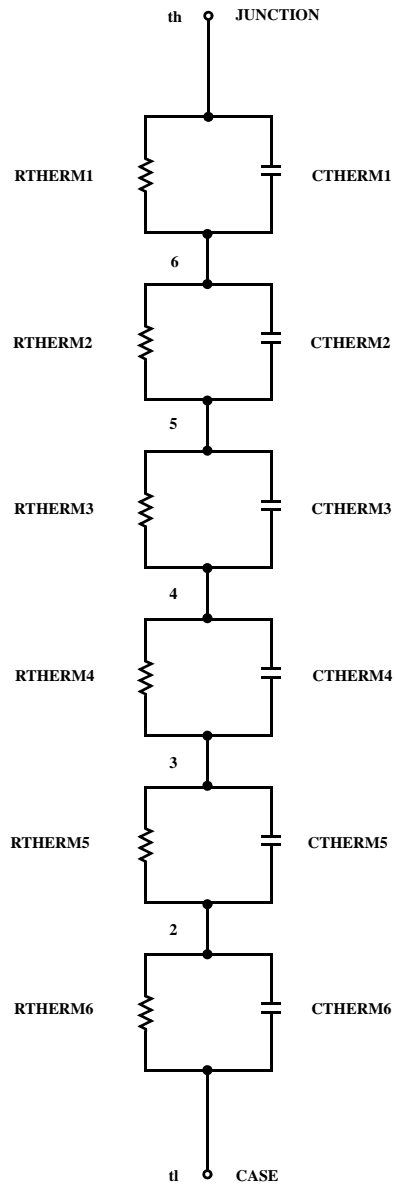 th JUNCTION
RTHERM1 CTHERM1
6
RTHERM2 CTHERM2
5
RTHERM3 CTHERM3
4
RTHERM4 CTHERM4
3
RTHERM5 CTHERM5
2
RTHERM6 CTHERM6
tl CASE